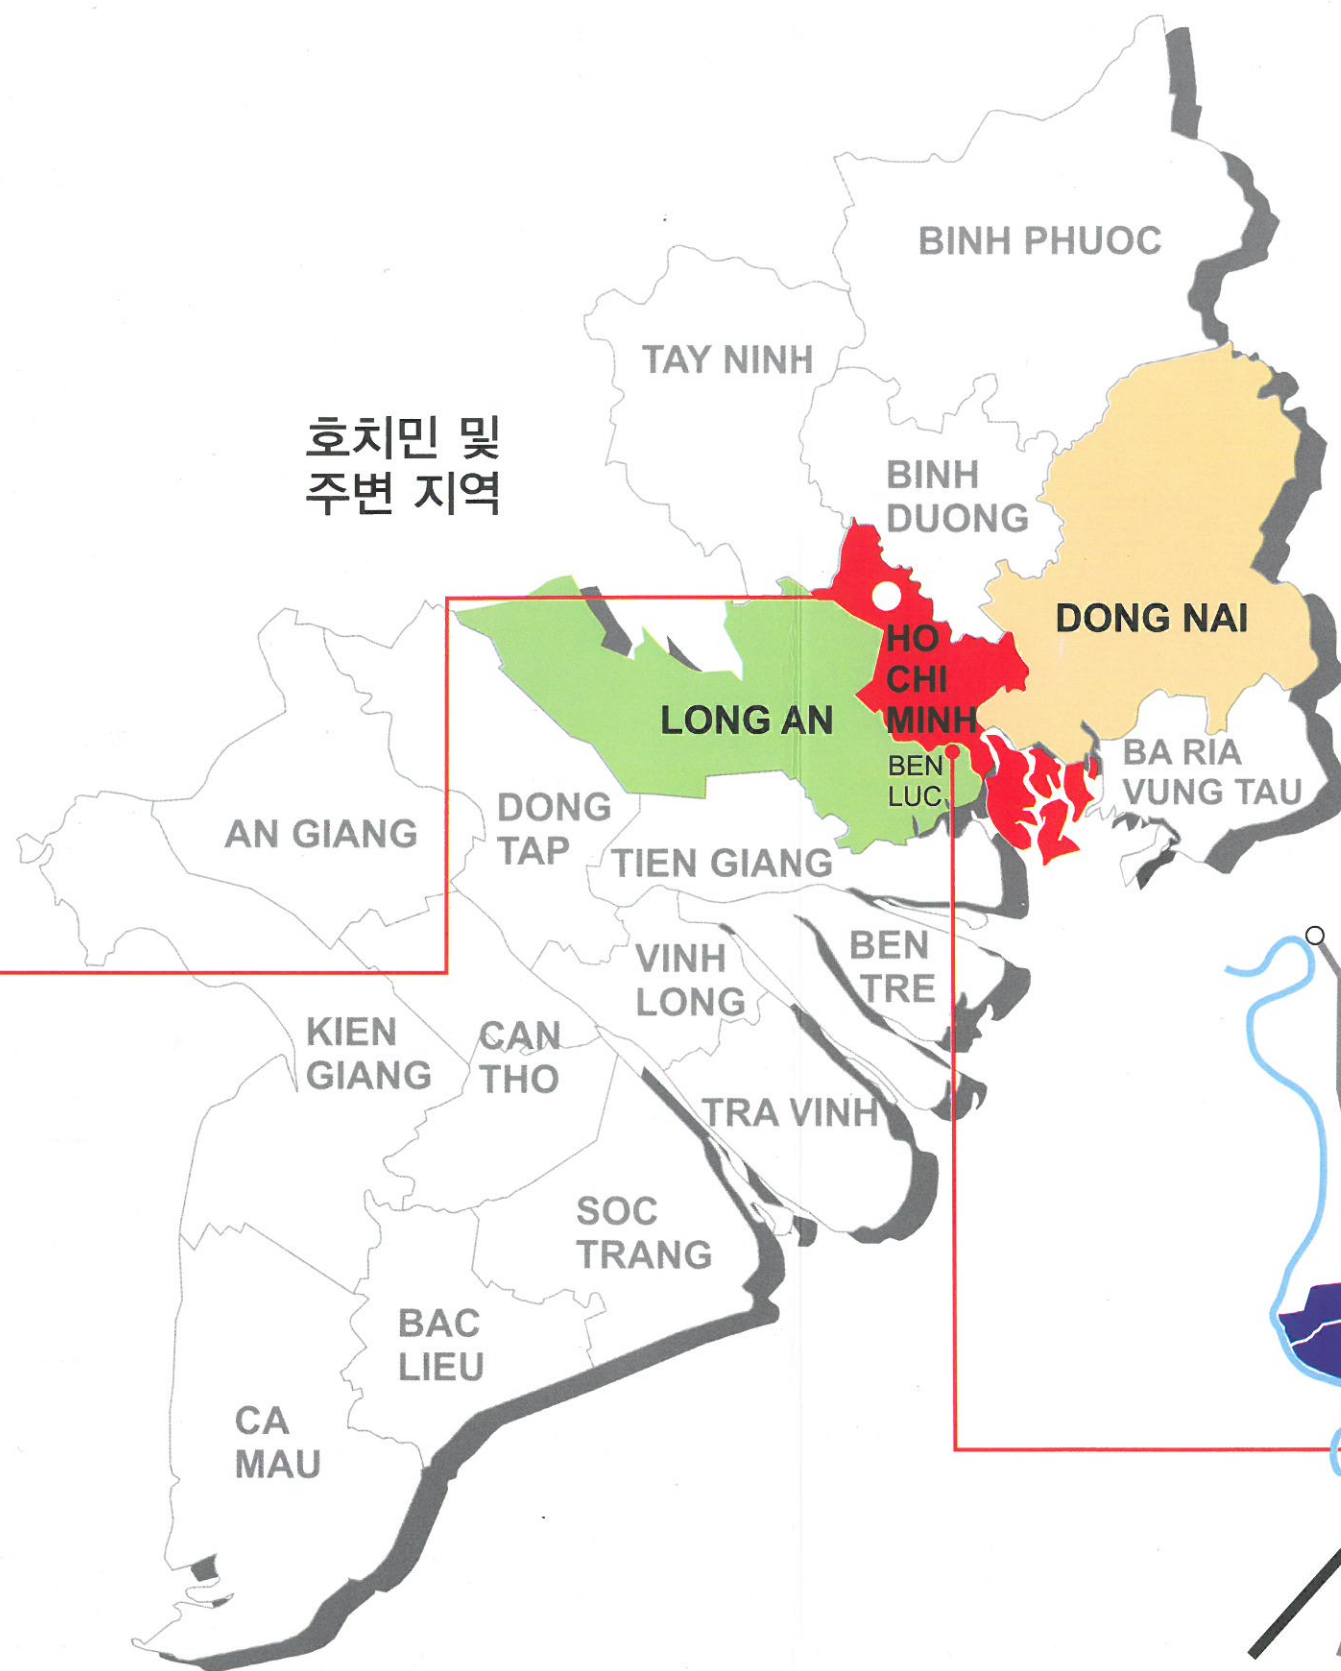 호치민 및
주변 지역
BINH PHUOC
TAY NINH
BINH
DUONG
DONG NAI
HO
CHI
MINH
LONG AN
BEN
LUC
BA RIA
VUNG TAU
DONG
TAP
AN GIANG
TIEN GIANG
BEN
TRE
VINH
LONG
KIEN
GIANG
CAN
THO
TRA VINH
SOC
TRANG
BAC
LIEU
CA
MAU